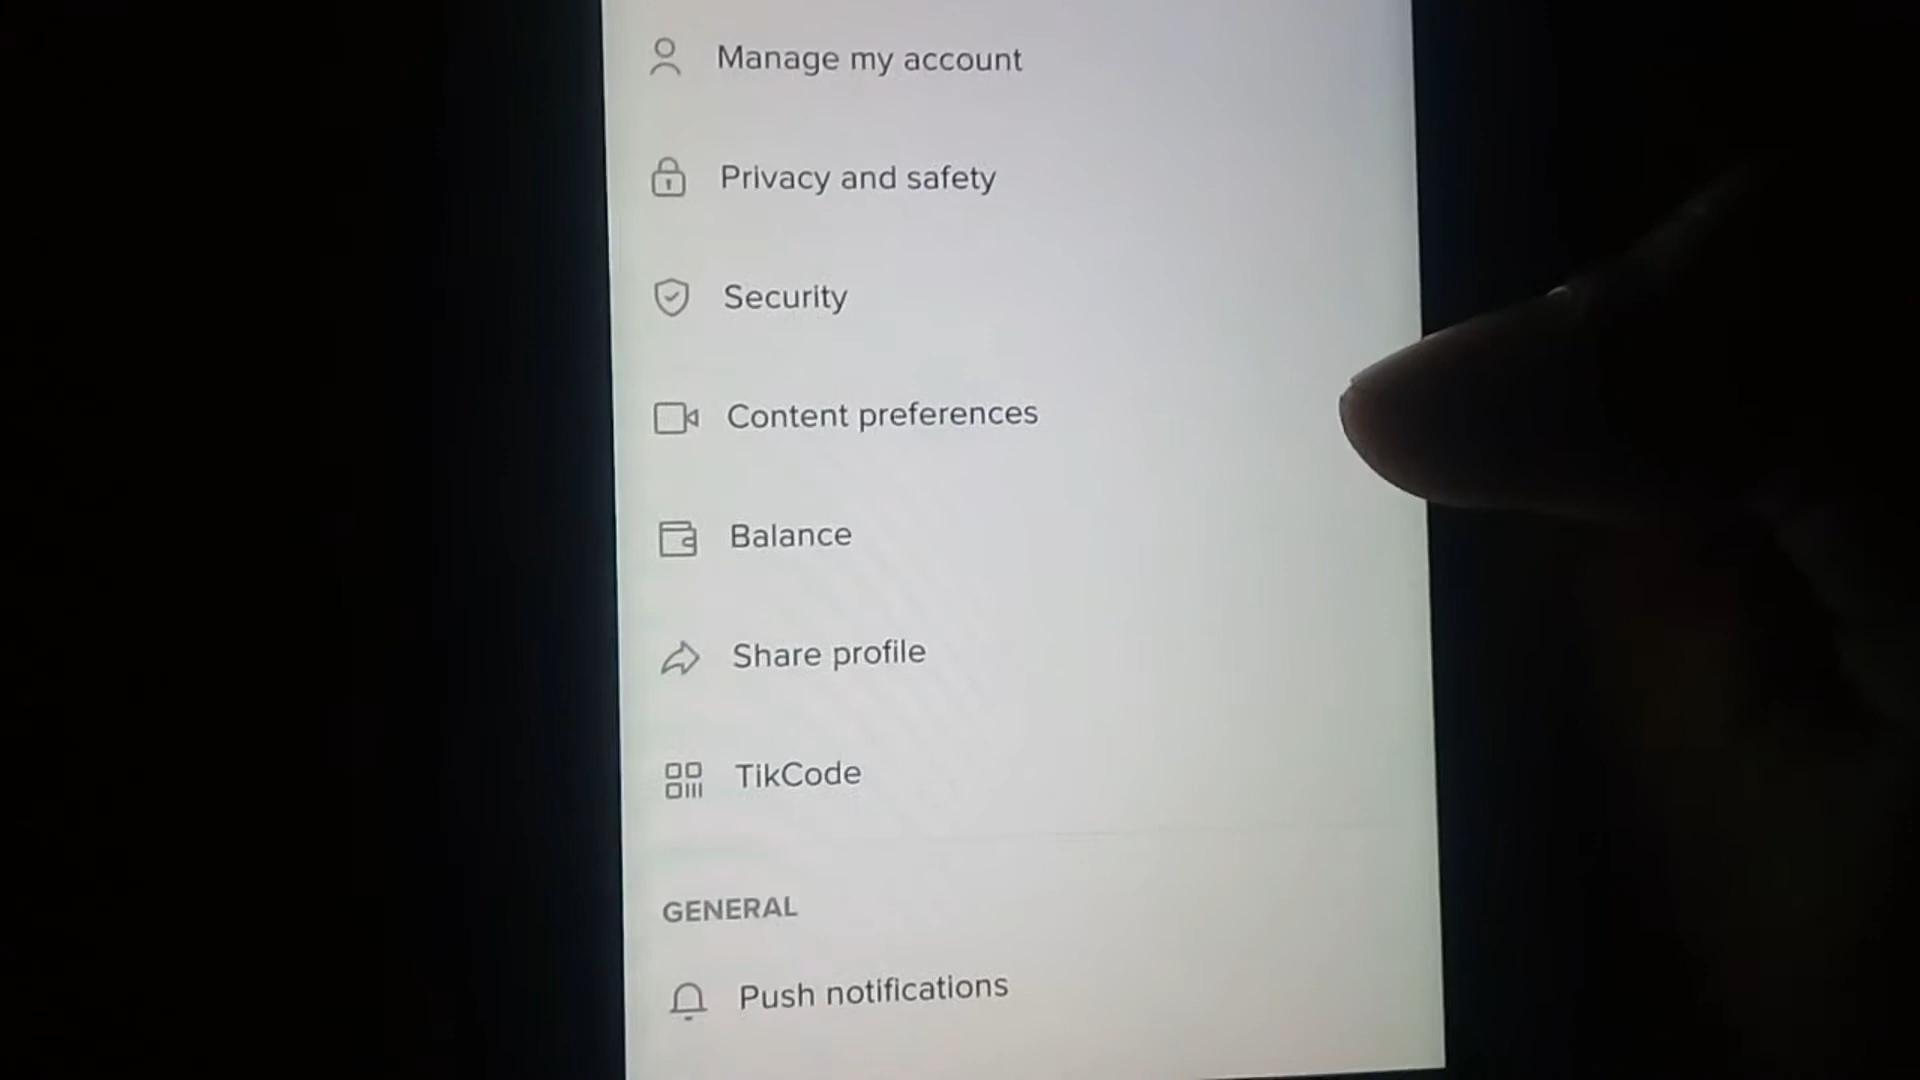 Manage my account
Privacy and safety
Security
Content preferences
Balance
Share profile
TikCode
GENERAL
Push notifications